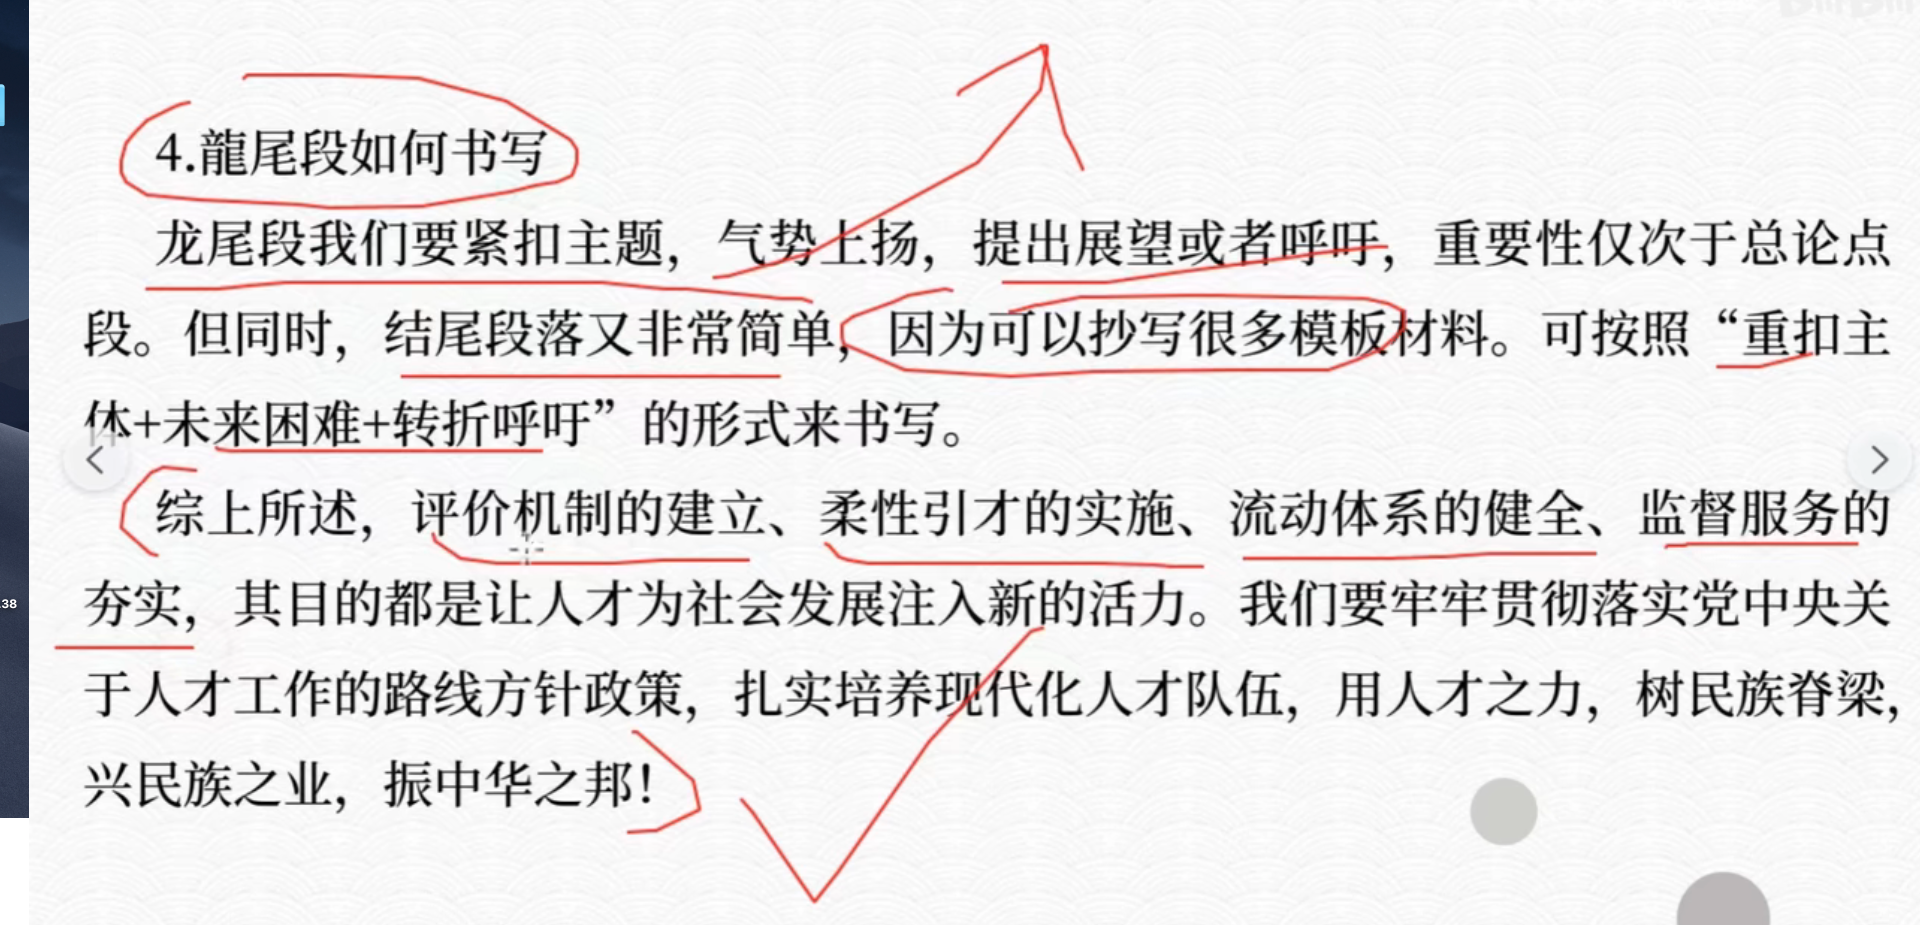 4.龍尾段如何书写
龙尾段我们要紧扣主题，气势上扬，提出展望或者呼吁，重要性仅次于总论点
段。但同时，结尾段落又非常简单，因为可以抄写很多模板材料。可按照“重扣主
体+未来困难+转折呼吁”的形式来书写。
综上所述，评价机制的建立、柔性引才的实施、流动体系的健全、监督服务的
夯实，其目的都是让人才为社会发展注入新的活力。我们要牢牢贯彻落实党中央关
.38
于人才工作的路线方针政策，扎实培养现代化人才队伍，用人才之力，树民族脊梁，
兴民族之业，振中华之邦！